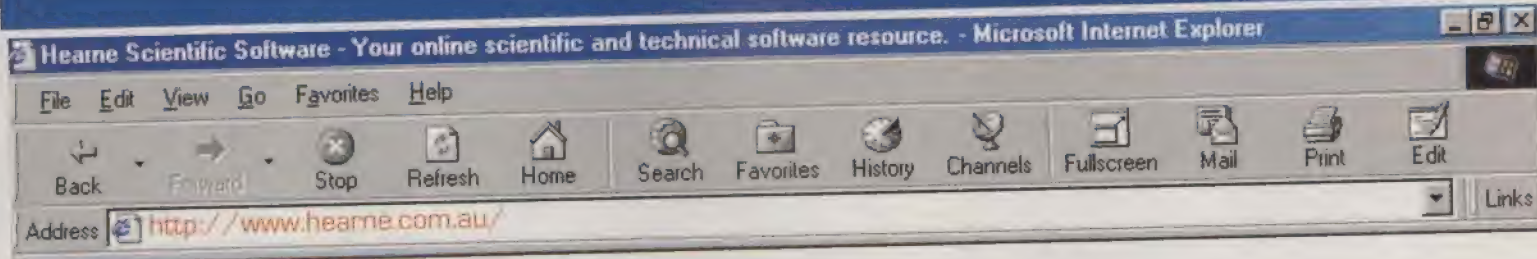 Hearne Scientific Software - Your online scientific and technical software resource. - Microsoft Internet Explorer
File Edit View Go Favorites Help
Back Forward Stop Refresh Home Search Favorites History Channels Fullscreen Mail Print Edit
Address http://www.hearne.com.au/ Links